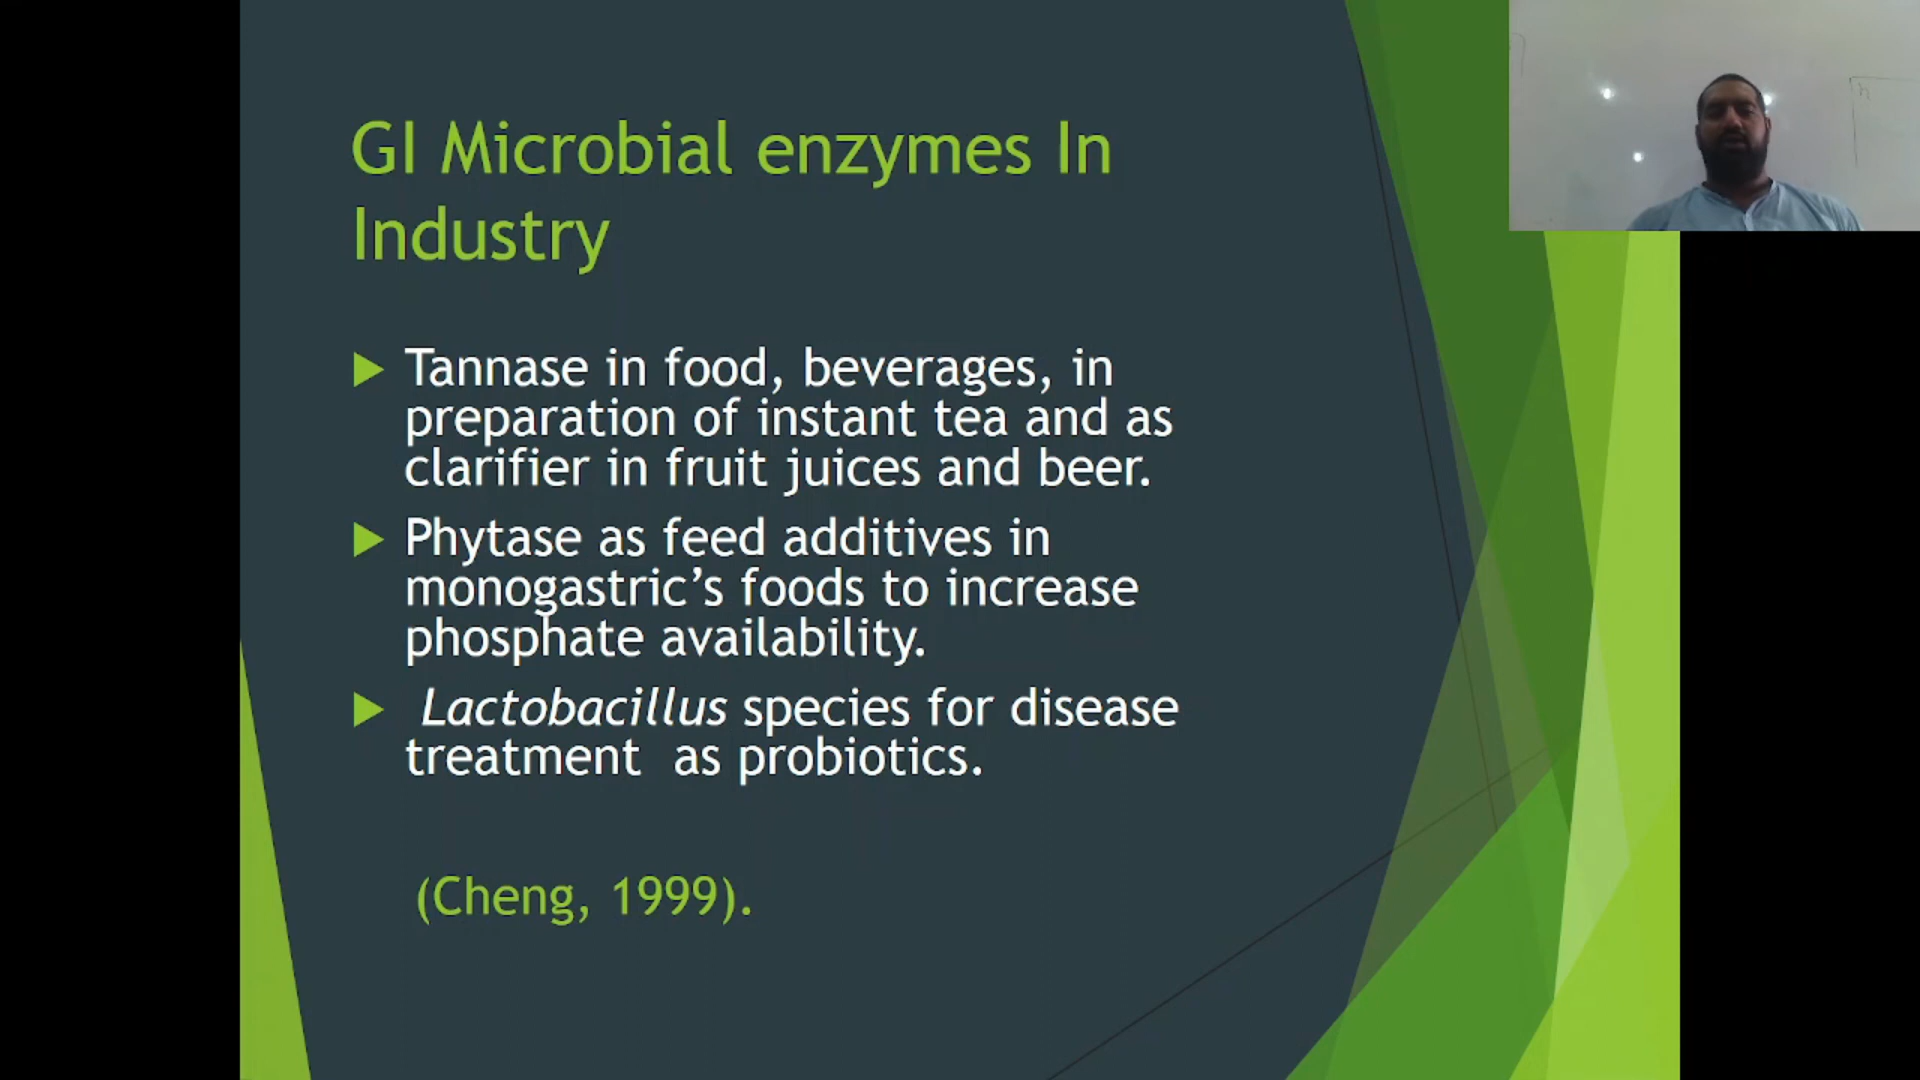 GI Microbial enzymes In
Industry
Tannase in food, beverages, in
preparation of instant tea and as
clarifier in fruit juices and beer.
Phytase as feed additives in
monogastric’s foods to increase
phosphate availability.
Lactobacillus species for disease
treatment  as probiotics.
(Cheng, 1999).